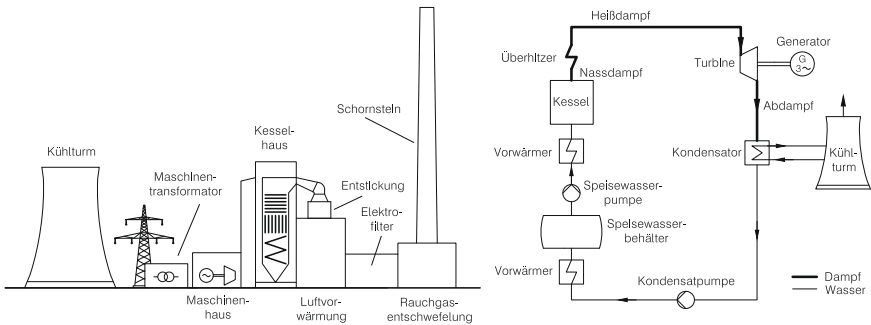 Kühlturm
Maschinen-
transformator
Kessel-
haus
Schornstein
Entstickung
Elektro-
filter
Maschinen-
haus
Luftvor-
wärmung
Rauchgas-
entschwefelung
Heißdampf
Überhitzer
Nassdampf
Kessel
Turbine
Generator
G
3~
Abdampf
Vorwärmer
Kondensator
Kühl-
turm
Speisewasser-
pumpe
Speisewasser-
behälter
Vorwärmer
Kondensatpumpe
Dampf
Wasser